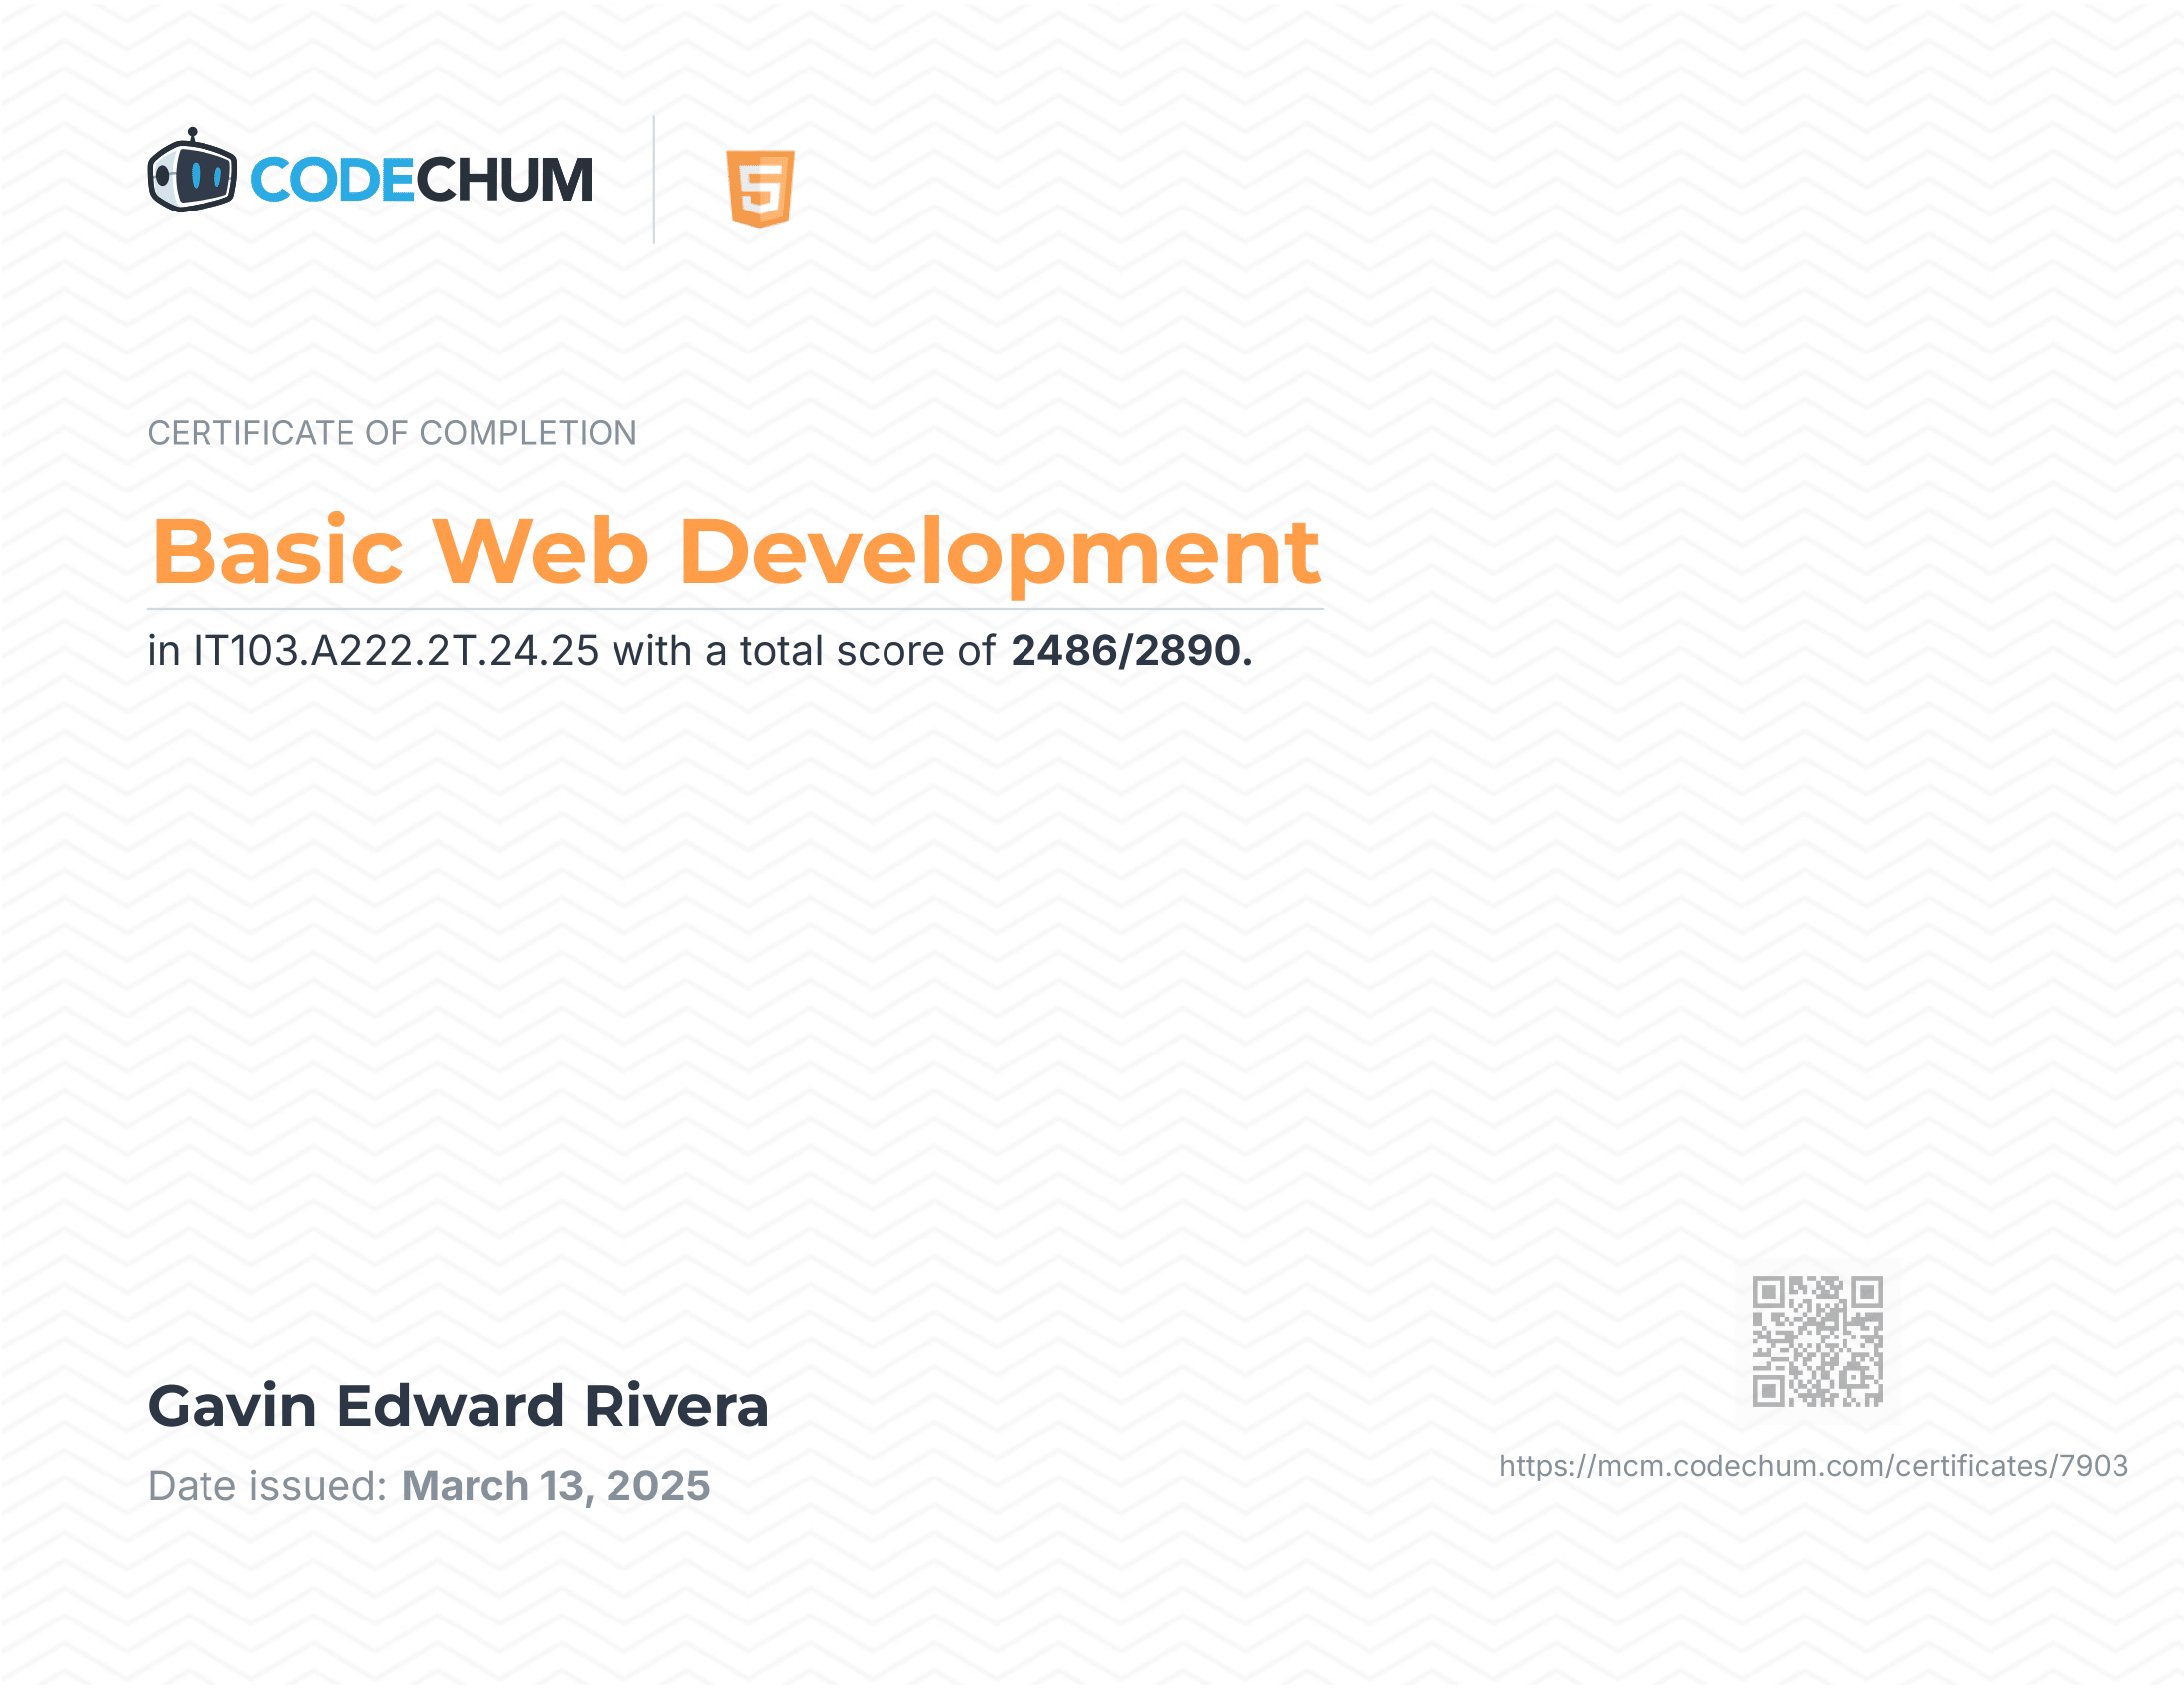 CODECHUM
CERTIFICATE OF COMPLETION
Basic Web Development
in IT103.A222.2T.24.25 with a total score of 2486/2890.
Gavin Edward Rivera
Date issued: March 13, 2025
https://mcm.codechum.com/certificates/7903